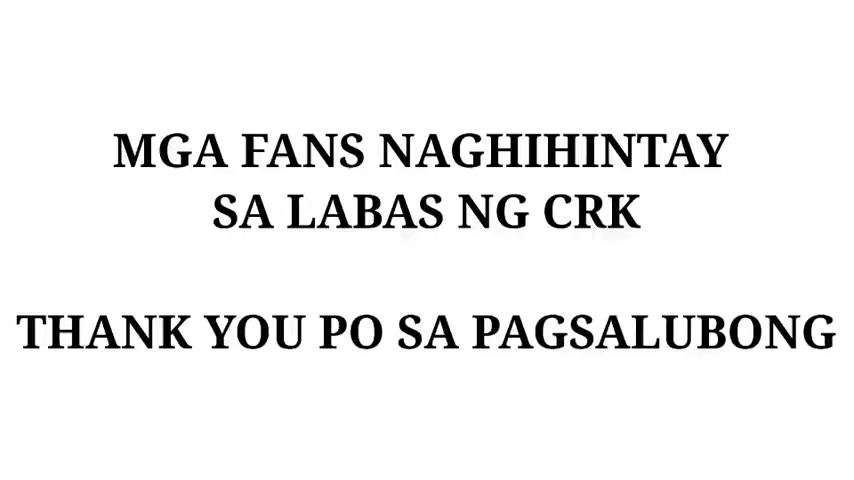 MGA FANS NAGHIHINTAY
SA LABAS NG CRK
THANK YOU PO SA PAGSALUBONG